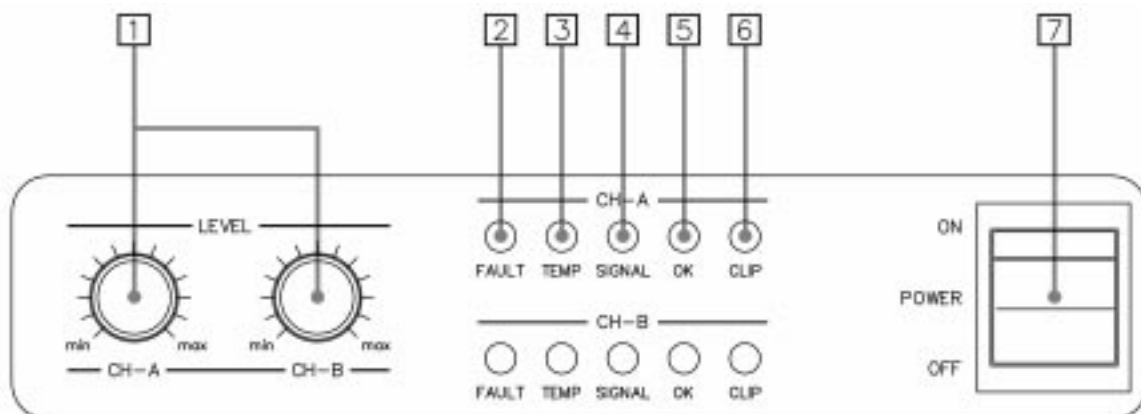 1 2 3 4 5 6 7
CH-A
LEVEL
ON
FAULT TEMP SIGNAL OK CLIP
POWER
CH-B
min max min max
CH-A CH-B
OFF
FAULT TEMP SIGNAL OK CLIP